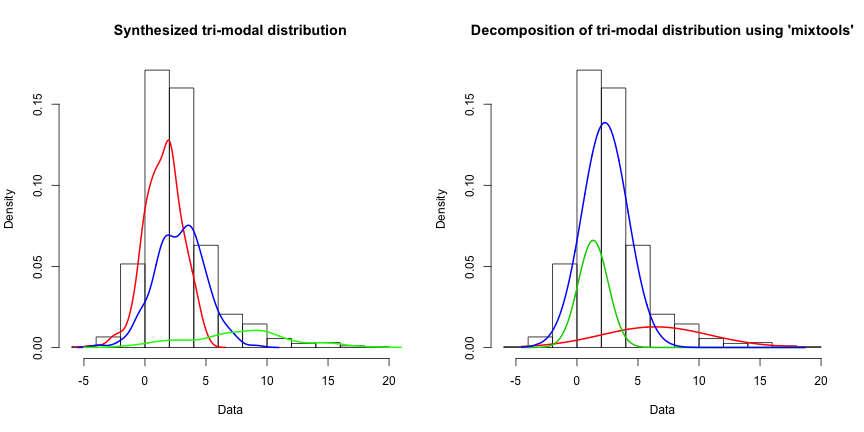 Synthesized tri-modal distribution
Density
0.00 0.05 0.10 0.15
-5 0 5 10 15 20
Data
Decomposition of tri-modal distribution using 'mixtools'
Density
0.00 0.05 0.10 0.15
-5 0 5 10 15 20
Data